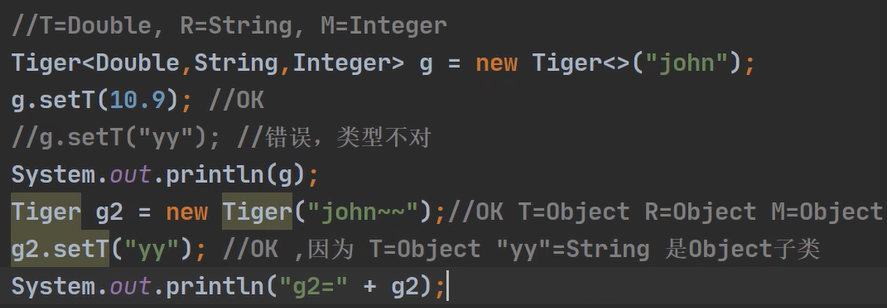 //T=Double, R=String, M=Integer
Tiger<Double,String,Integer> g = new Tiger<>("john");
g.setT(10.9); //OK
//g.setT("yy"); //错误，类型不对
System.out.println(g);
Tiger g2 = new Tiger("john~~");//OK T=Object R=Object M=Object
g2.setT("yy"); //OK ,因为 T=Object "yy"=String 是Object子类
System.out.println("g2=" + g2);